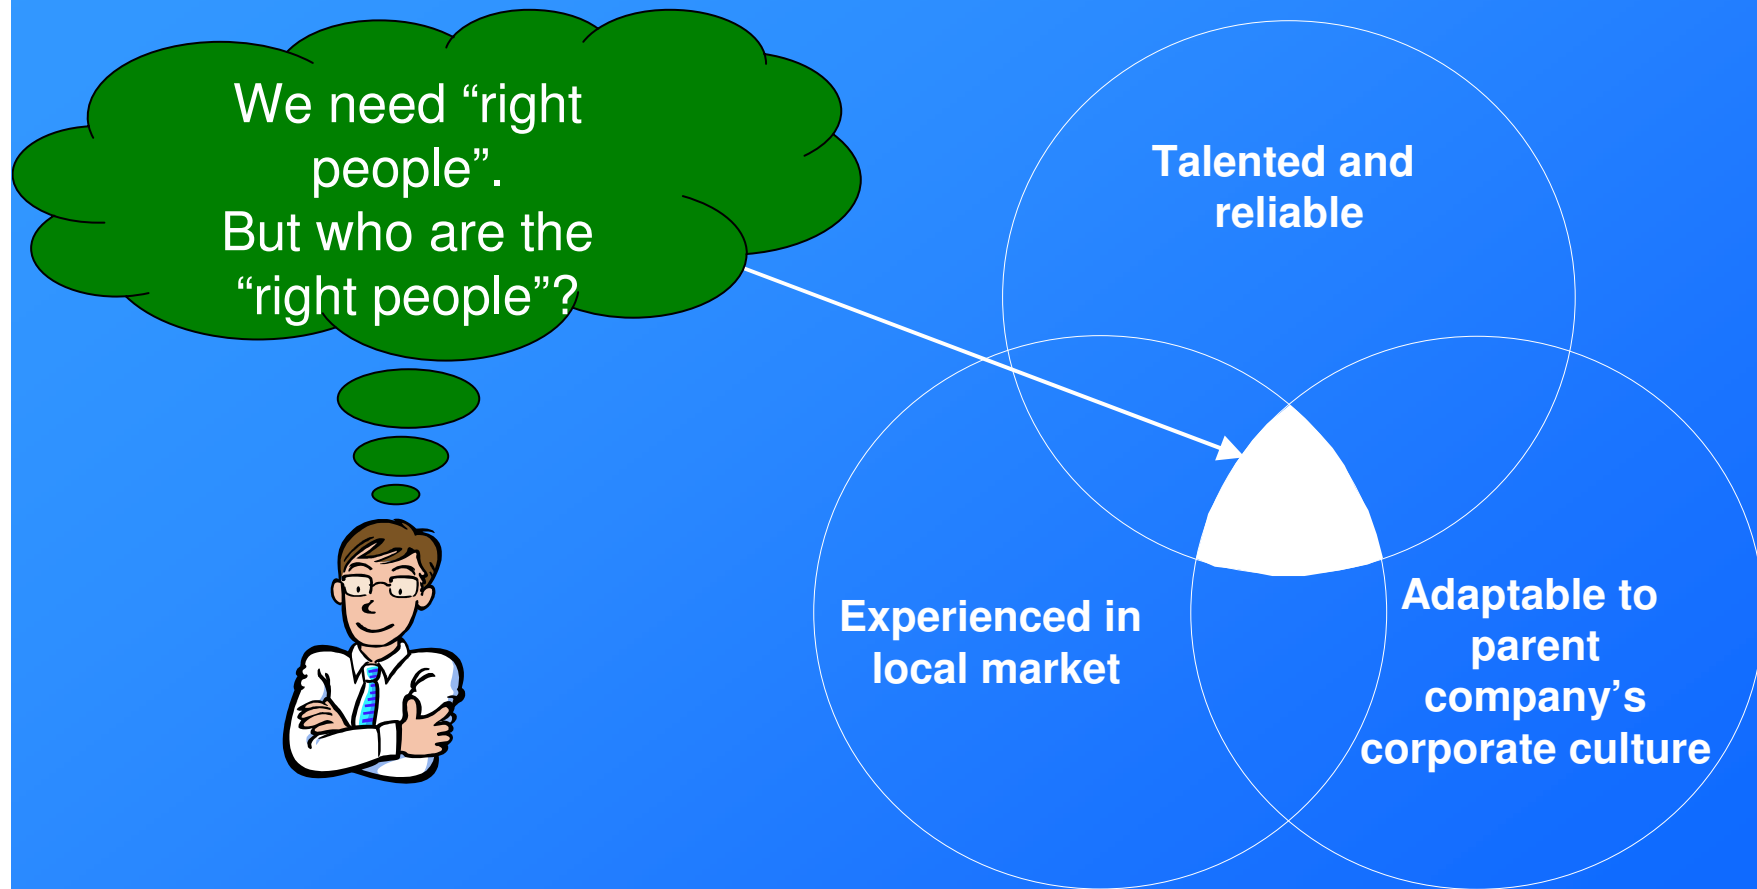 We need “right
people”.
But who are the
“right people”?
Talented and
reliable
Experienced in
local market
Adaptable to
parent
company’s
corporate culture